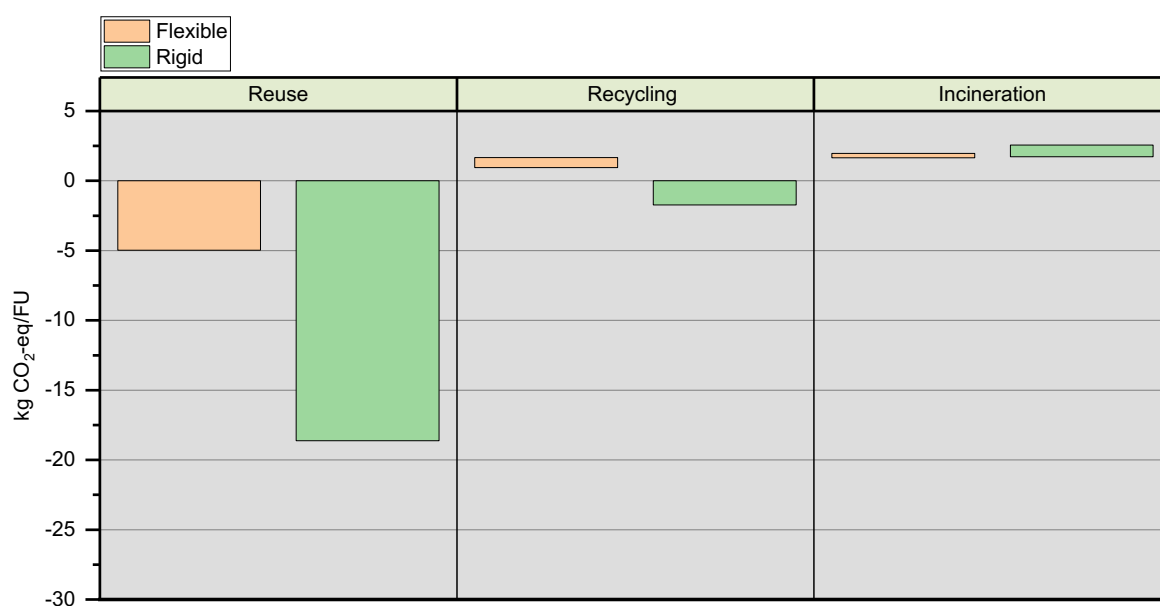 Flexible
Rigid
Reuse Recycling Incineration
5
0
-5
-10
-15
-20
-25
-30
kg CO₂-eq/FU